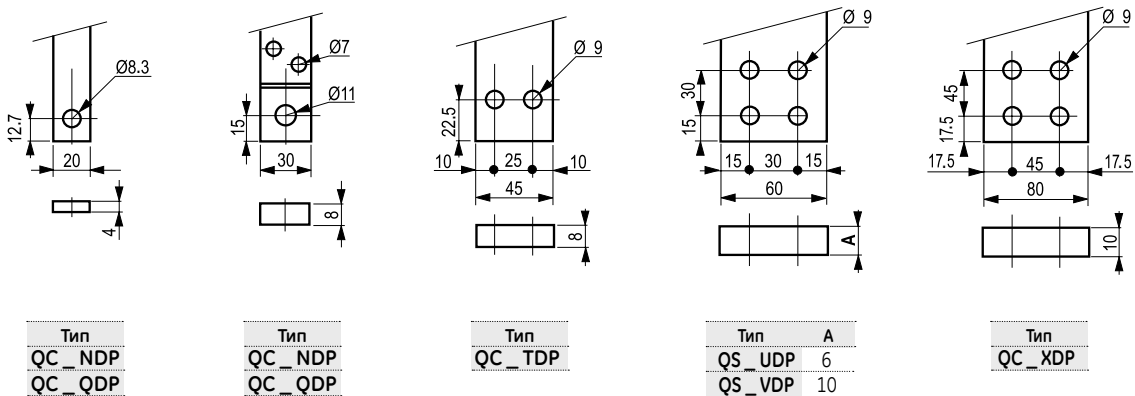 Ø8.3
12.7
20
4
Тип
QC _ NDP
QC _ QDP
Ø7
Ø11
15
30
8
Тип
QC _ NDP
QC _ QDP
Ø 9
22.5
10 25 10
45
8
Тип
QC _ TDP
Ø 9
30
15
15 30 15
60
A
Тип A
QS _ UDP 6
QS _ VDP 10
Ø 9
45
17.5
17.5 45 17.5
80
10
Тип
QC _ XDP